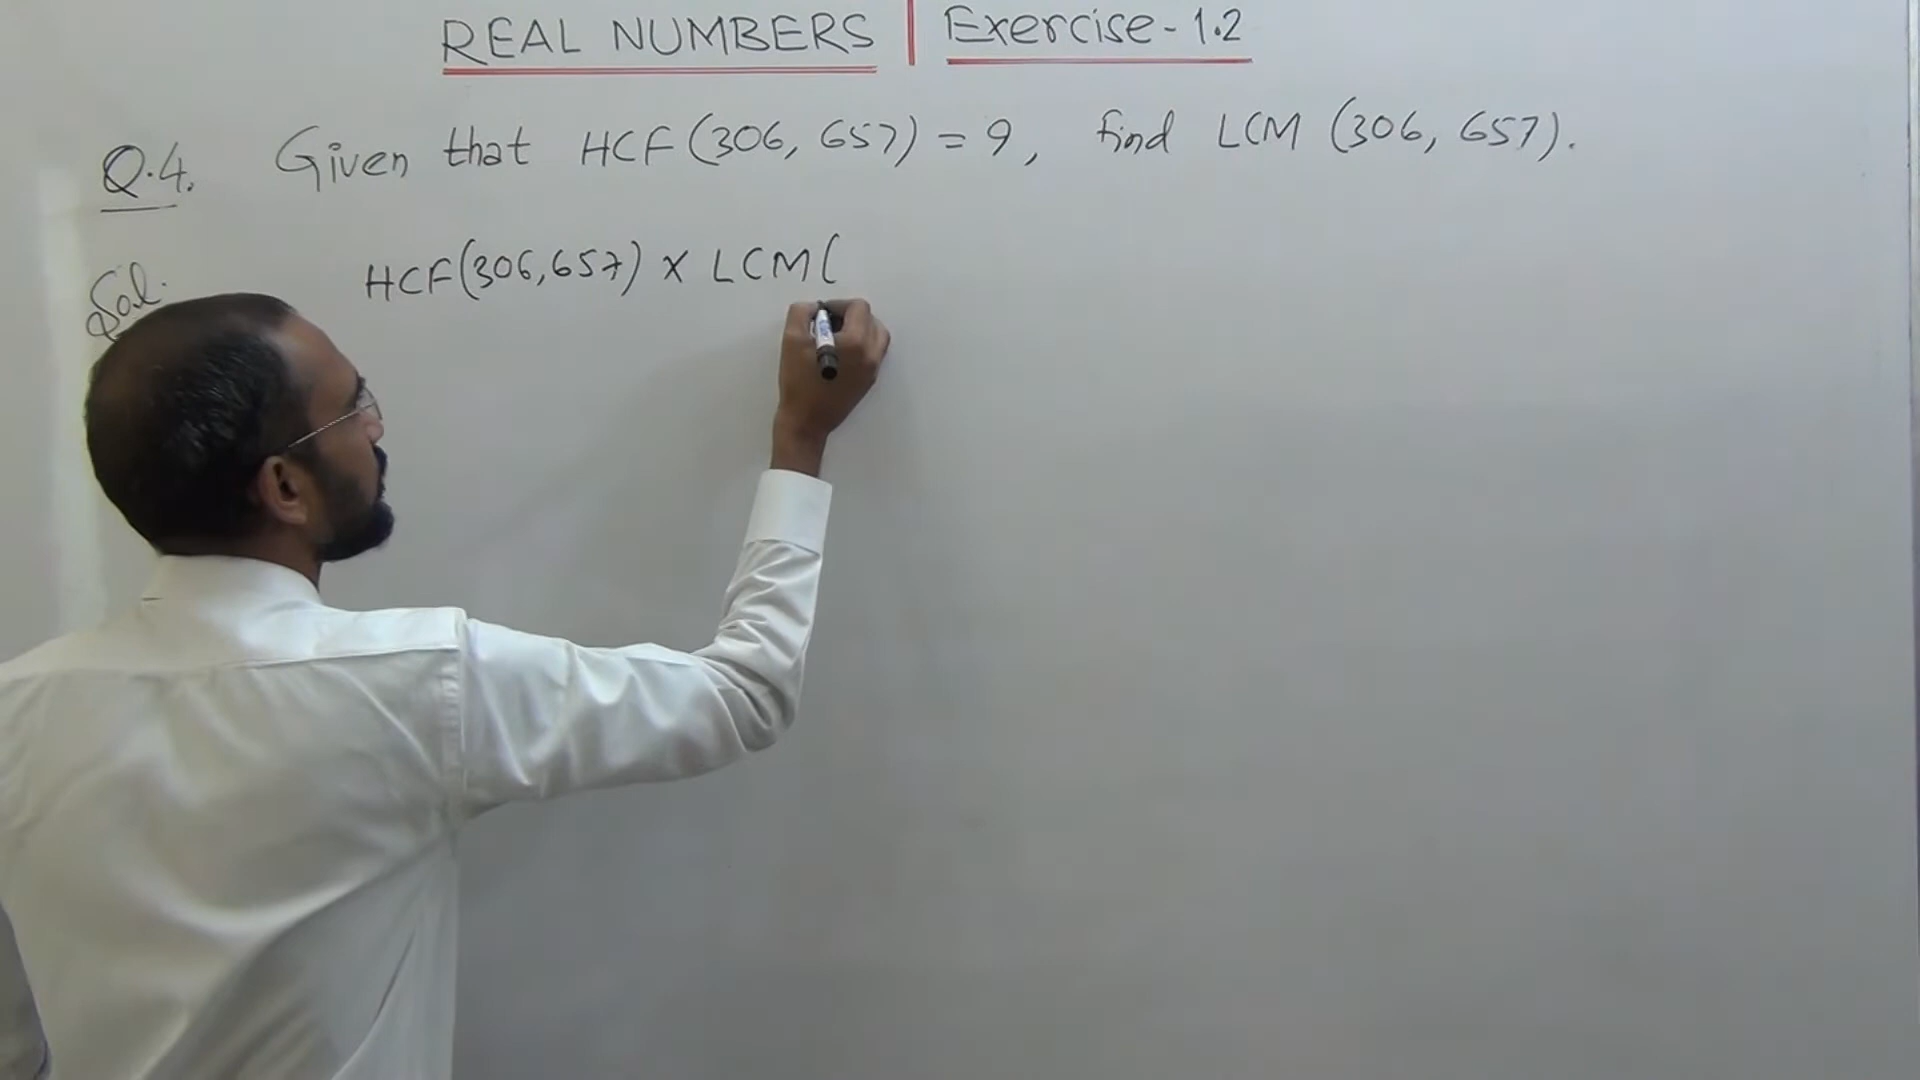 REAL NUMBERS | Exercise-1.2
Q.4. Given that HCF(306, 657) = 9, find LCM (306, 657).
Sol. HCF(306,657) × LCM(